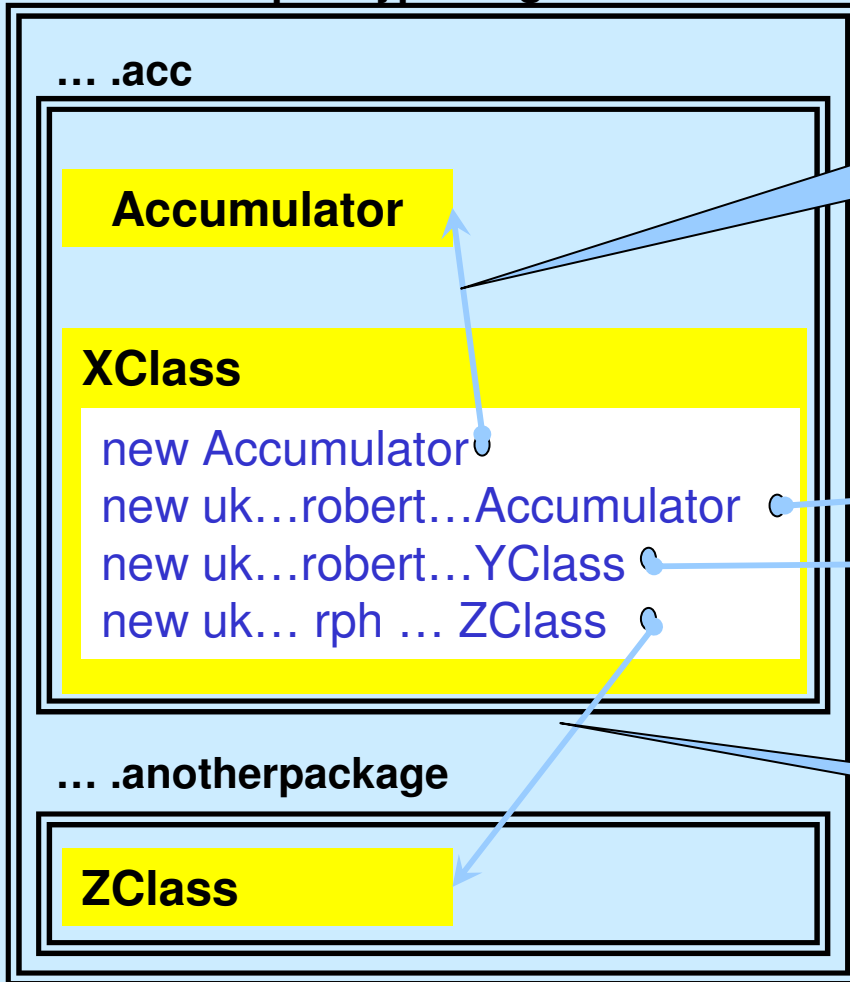 … .acc
Accumulator
XClass
new Accumulator
new uk…robert…Accumulator
new uk…robert…YClass
new uk… rph … ZClass
… .anotherpackage
ZClass